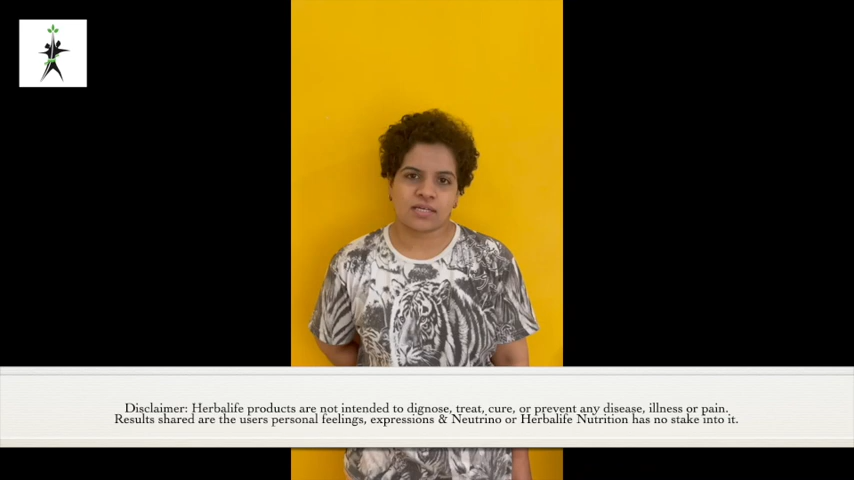 Disclaimer: Herbalife products are not intended to dignose, treat, cure, or prevent any disease, illness or pain.
Results shared are the users personal feelings, expressions & Neutrino or Herbalife Nutrition has no stake into it.